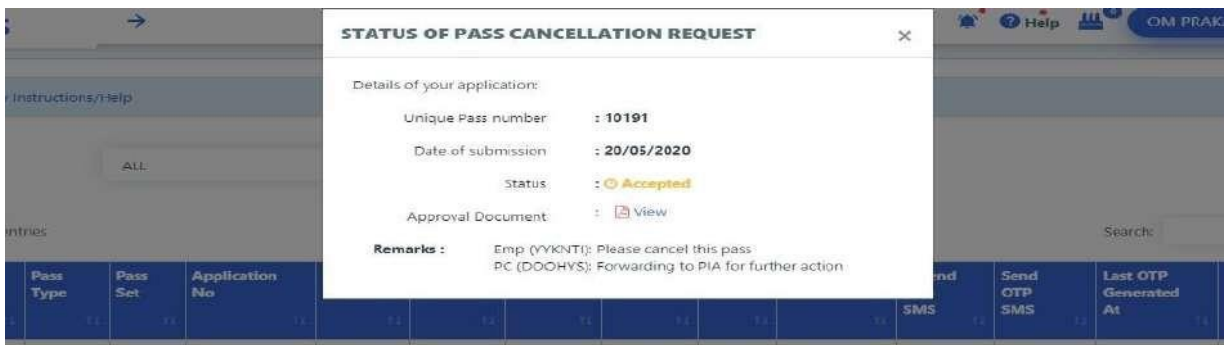 Help
OM PRAK
STATUS OF PASS CANCELLATION REQUEST
×
Instructions/Help
Details of your application:
Unique Pass number : 10191
Date of submission : 20/05/2020
ALL
Status : Accepted
Approval Document : View
entries
Search:
Remarks : Emp (VYKNTI): Please cancel this pass
PC (DOOHYS): Forwarding to PIA for further action
Pass Type
Pass Set
Application No
SMS
Send OTP SMS
Last OTP Generated At